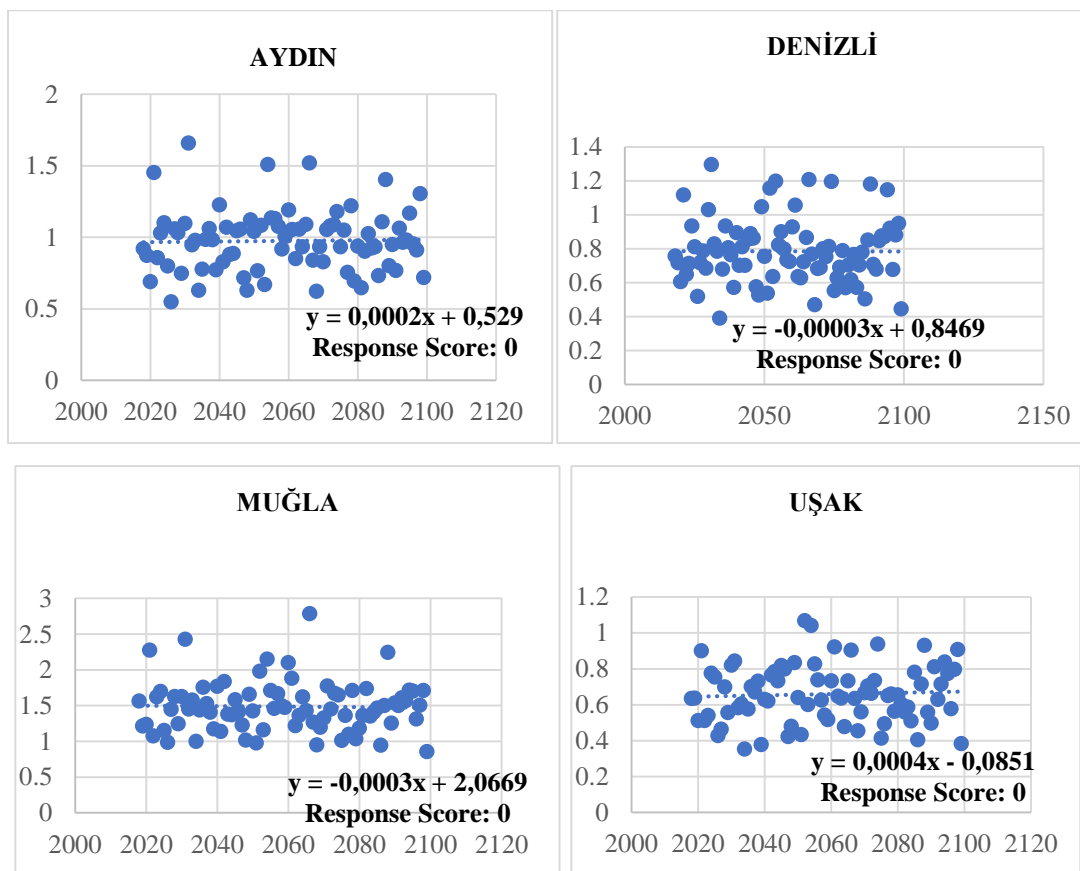 AYDIN
2
1.5
1
0.5
0
y = 0,0002x + 0,529
Response Score: 0
2000 2020 2040 2060 2080 2100 2120
DENİZLİ
1.4
1.2
1
0.8
0.6
0.4
0.2
0
y = -0,00003x + 0,8469
Response Score: 0
2000 2050 2100 2150
MUĞLA
3
2.5
2
1.5
1
0.5
0
y = -0,0003x + 2,0669
Response Score: 0
2000 2020 2040 2060 2080 2100 2120
UŞAK
1.2
1
0.8
0.6
0.4
0.2
0
y = 0,0004x - 0,0851
Response Score: 0
2000 2020 2040 2060 2080 2100 2120